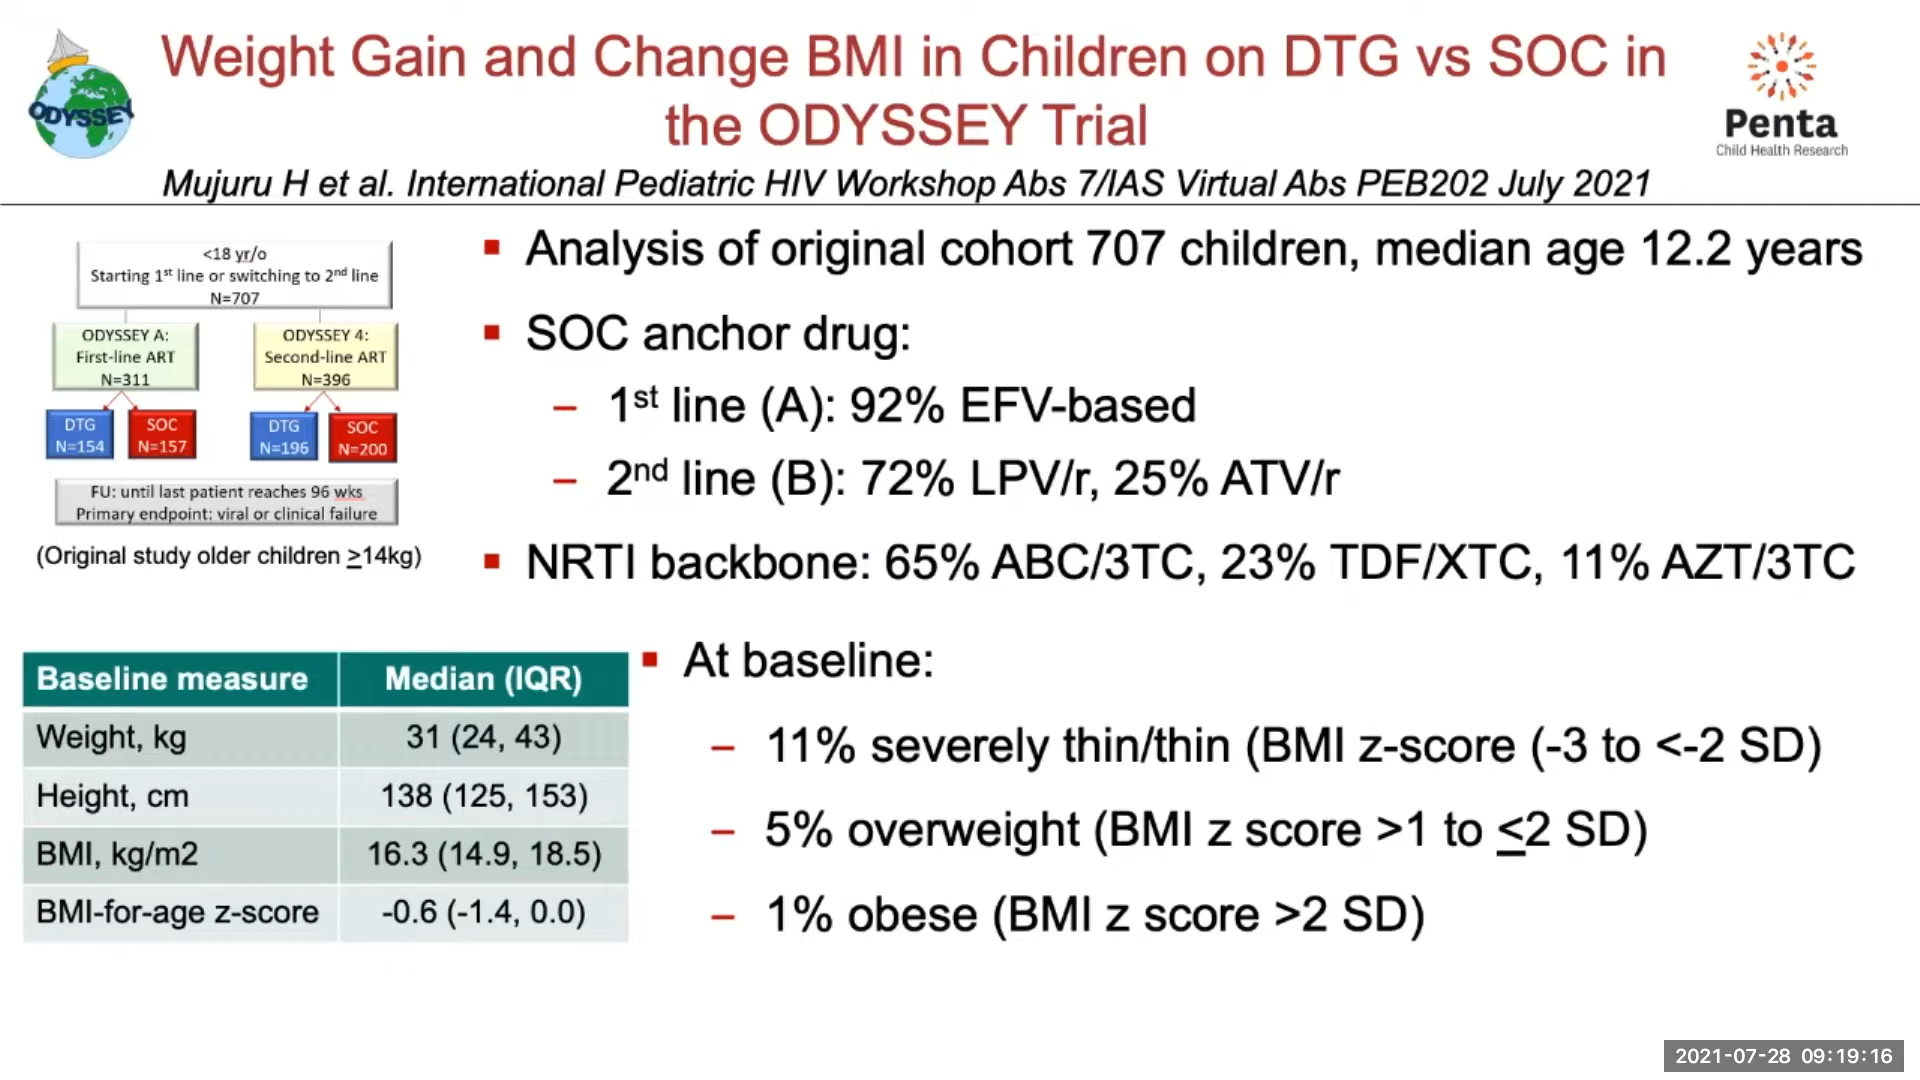 Weight Gain and Change BMI in Children on DTG vs SOC in
the ODYSSEY Trial
ODYSSEY
Penta
Child Health Research
Mujuru H et al. International Pediatric HIV Workshop Abs 7/IAS Virtual Abs PEB202 July 2021
<18 yr/o
Starting 1st line or switching to 2nd line
N=707
ODYSSEY A:
First-line ART
N=311
ODYSSEY 4:
Second-line ART
N=396
DTG
N=154
SOC
N=157
DTG
N=196
SOC
N=200
FU: until last patient reaches 96 wks
Primary endpoint: viral or clinical failure
(Original study older children ≥14kg)
▪ Analysis of original cohort 707 children, median age 12.2 years
▪ SOC anchor drug:
– 1st line (A): 92% EFV-based
– 2nd line (B): 72% LPV/r, 25% ATV/r
▪ NRTI backbone: 65% ABC/3TC, 23% TDF/XTC, 11% AZT/3TC
Baseline measure Median (IQR)
Weight, kg 31 (24, 43)
Height, cm 138 (125, 153)
BMI, kg/m2 16.3 (14.9, 18.5)
BMI-for-age z-score -0.6 (-1.4, 0.0)
▪ At baseline:
– 11% severely thin/thin (BMI z-score (-3 to <-2 SD)
– 5% overweight (BMI z score >1 to ≤2 SD)
– 1% obese (BMI z score >2 SD)
2021-07-28 09:19:16